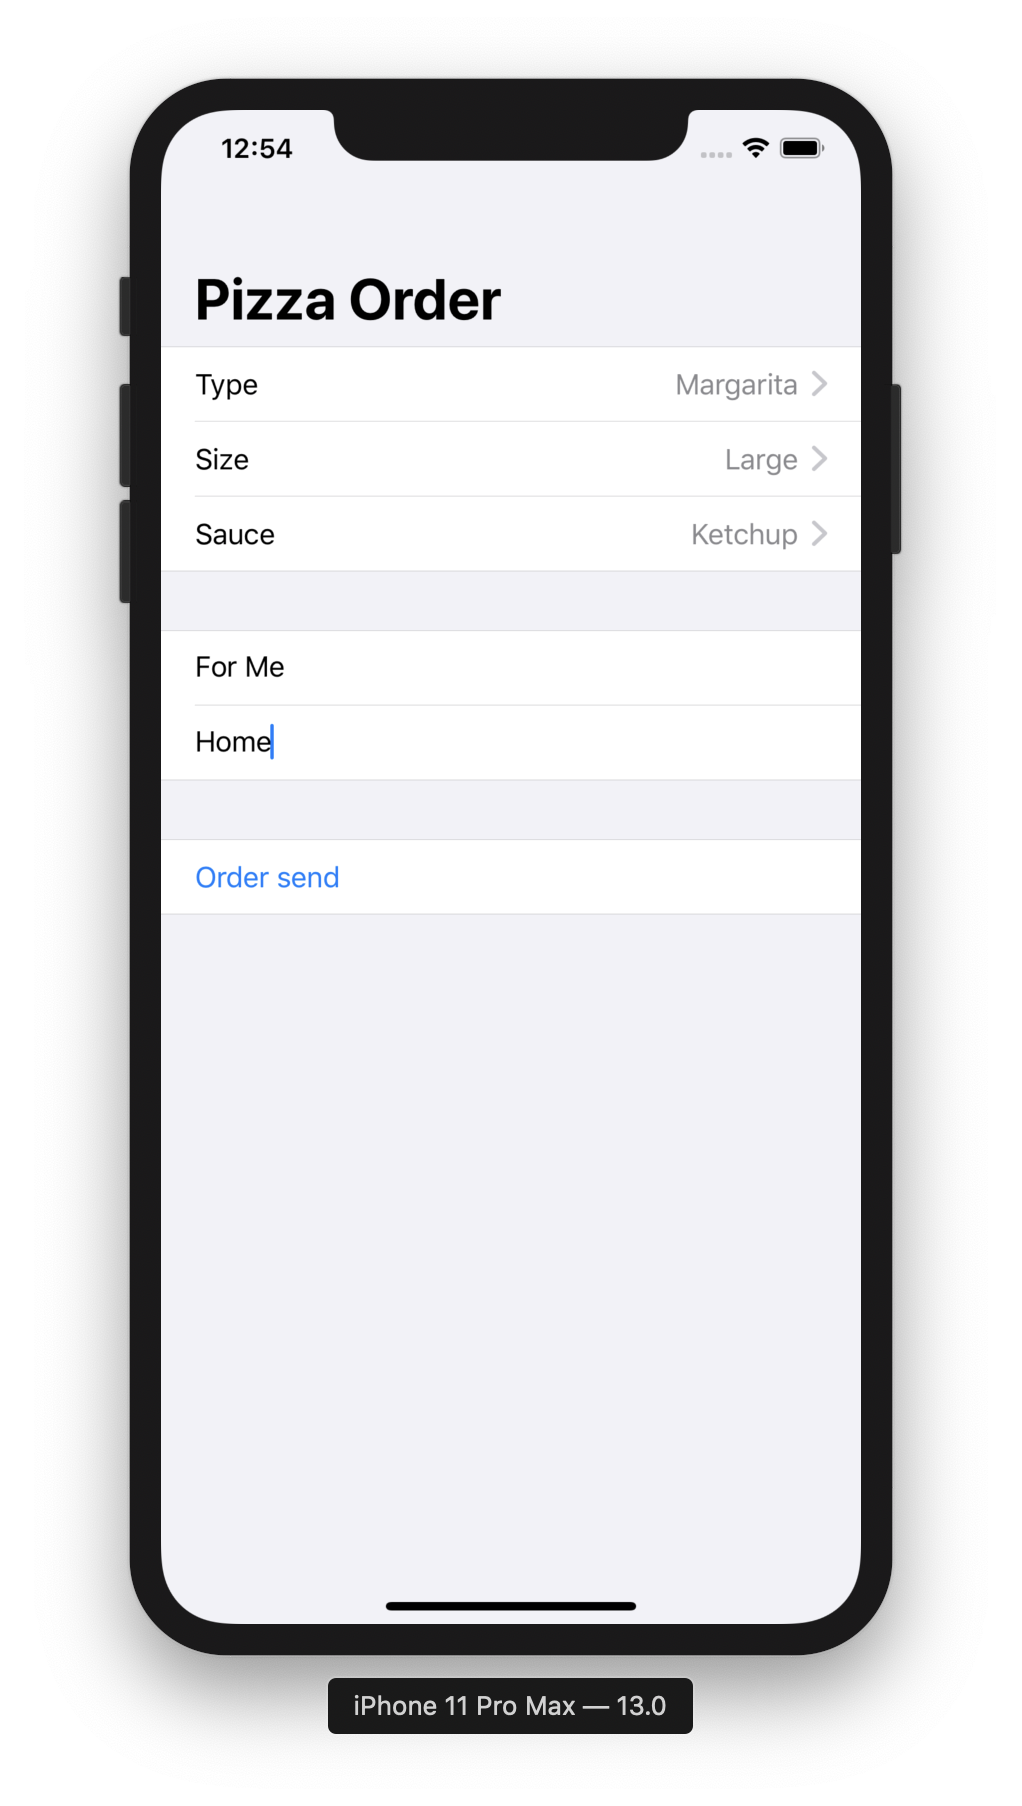 12:54
Pizza Order
Type Margarita
Size Large
Sauce Ketchup
For Me
Home
Order send
iPhone 11 Pro Max — 13.0